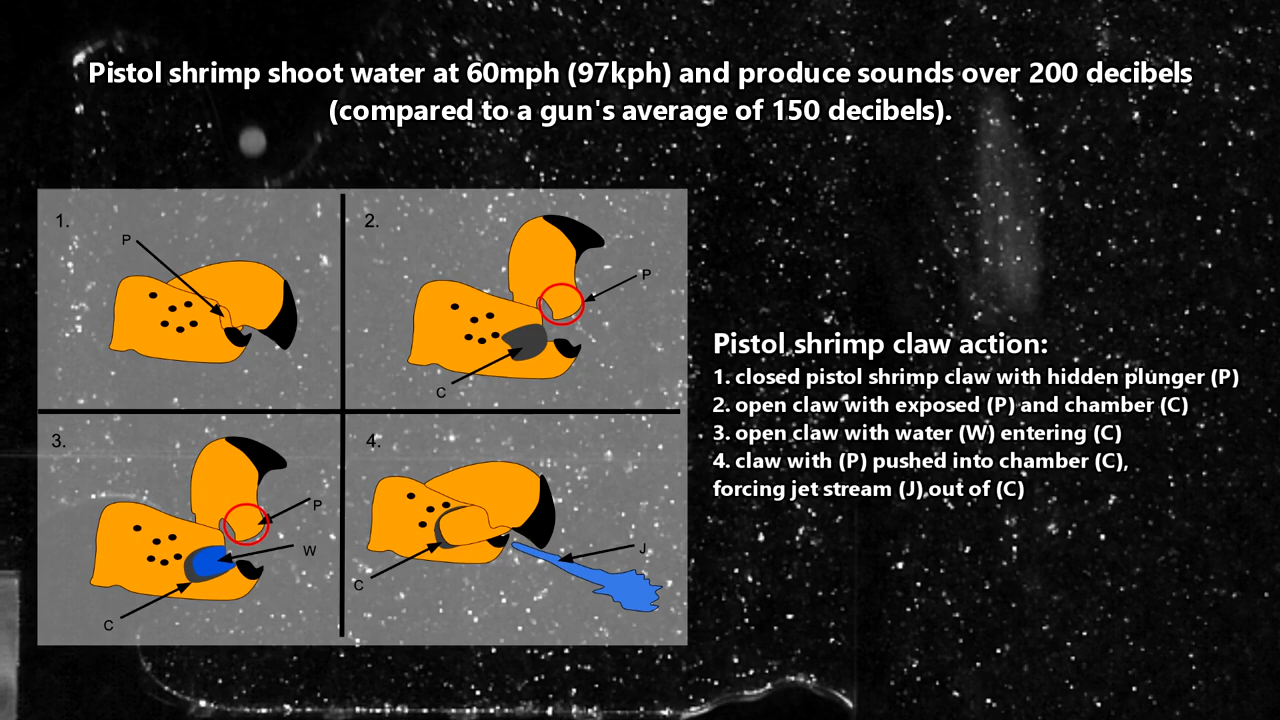 Pistol shrimp shoot water at 60mph (97kph) and produce sounds over 200 decibels
(compared to a gun's average of 150 decibels).
1.
P
2.
P
C
3.
P
W
C
4.
J
C
Pistol shrimp claw action:
1. closed pistol shrimp claw with hidden plunger (P)
2. open claw with exposed (P) and chamber (C)
3. open claw with water (W) entering (C)
4. claw with (P) pushed into chamber (C),
forcing jet stream (J) out of (C)